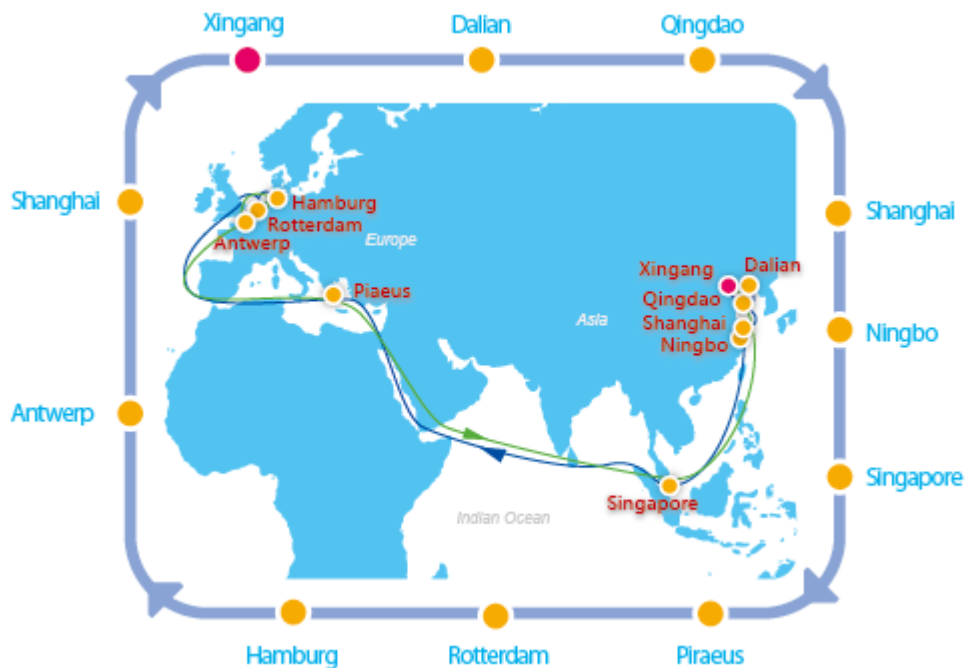 Xingang
Dalian
Qingdao
Shanghai
Shanghai
Hamburg
Rotterdam
Antwerp
Europe
Piaeus
Xingang
Dalian
Qingdao
Shanghai
Ningbo
Asia
Ningbo
Antwerp
Singapore
Singapore
Indian Ocean
Hamburg
Rotterdam
Piraeus